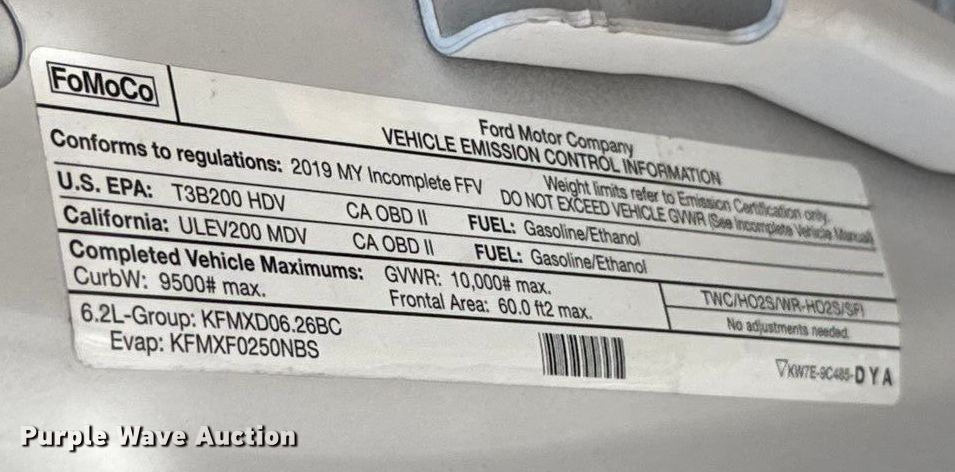 FoMoCo
Ford Motor Company
VEHICLE EMISSION CONTROL INFORMATION
Conforms to regulations: 2019 MY Incomplete FFV
Weight limits refer to Emission Certification only.
DO NOT EXCEED VEHICLE GVWR (See Incomplete Vehicle Manual)
U.S. EPA: T3B200 HDV CA OBD II FUEL: Gasoline/Ethanol
California: ULEV200 MDV CA OBD II FUEL: Gasoline/Ethanol
Completed Vehicle Maximums: GVWR: 10,000# max.
CurbW: 9500# max. Frontal Area: 60.0 ft2 max.
TWC/HO2S/WR-HO2S/SFI
No adjustments needed.
6.2L-Group: KFMXD06.26BC
Evap: KFMXF0250NBS
KW7E-9C485-DYA
Purple Wave Auction